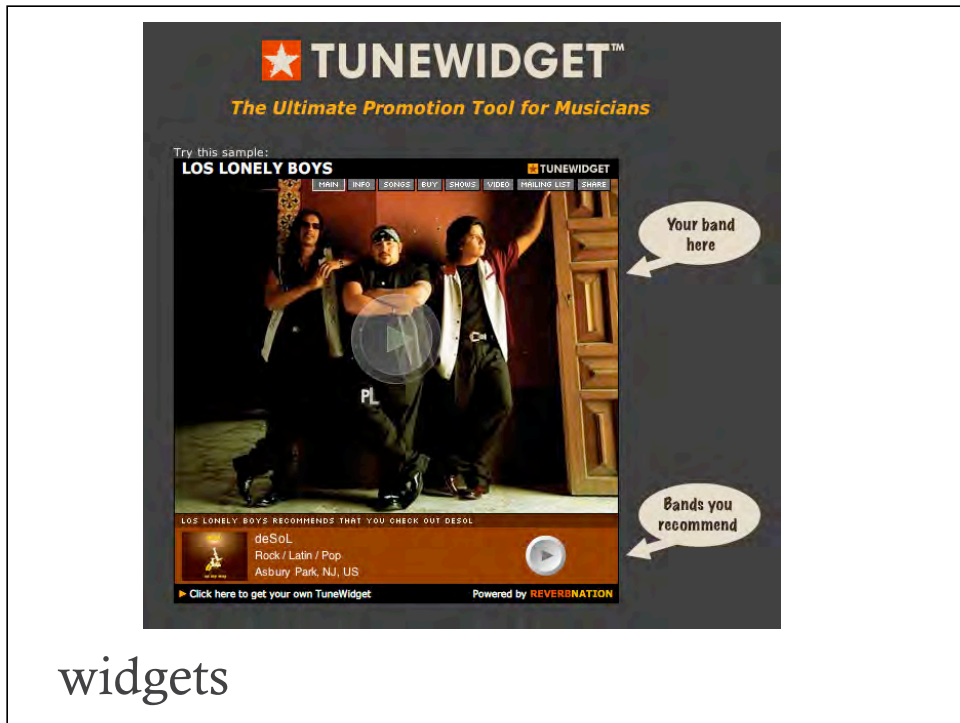 TUNEWIDGET™
The Ultimate Promotion Tool for Musicians
Try this sample:
LOS LONELY BOYS
TUNEWIDGET
MAIN INFO SONGS BUY SHOWS VIDEO MAILING LIST SHARE
Your band
here
PL
LOS LONELY BOYS RECOMMENDS THAT YOU CHECK OUT DESOL
Bands you
recommend
deSoL
Rock / Latin / Pop
Asbury Park, NJ, US
Click here to get your own TuneWidget
Powered by REVERBNATION
widgets